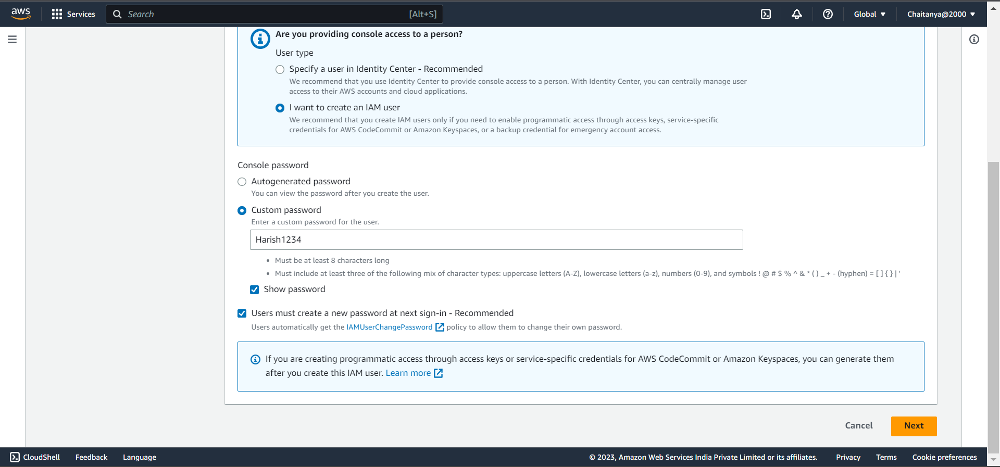 aws
Services
Search [Alt+S]
Global
Chaitanya@2000
Are you providing console access to a person?
User type
Specify a user in Identity Center - Recommended
We recommend that you use Identity Center to provide console access to a person. With Identity Center, you can centrally manage user
access to their AWS accounts and cloud applications.
I want to create an IAM user
We recommend that you create IAM users only if you need to enable programmatic access through access keys, service-specific
credentials for AWS CodeCommit or Amazon Keyspaces, or a backup credential for emergency account access.
Console password
Autogenerated password
You can view the password after you create the user.
Custom password
Enter a custom password for the user.
Harish1234
• Must be at least 8 characters long
• Must include at least three of the following mix of character types: uppercase letters (A-Z), lowercase letters (a-z), numbers (0-9), and symbols ! @ # $ % ^ & * ( ) _ + - (hyphen) = [ ] { } | '
Show password
Users must create a new password at next sign-in - Recommended
Users automatically get the IAMUserChangePassword policy to allow them to change their own password.
If you are creating programmatic access through access keys or service-specific credentials for AWS CodeCommit or Amazon Keyspaces, you can generate them
after you create this IAM user. Learn more
Cancel
Next
CloudShell
Feedback
Language
© 2023, Amazon Web Services India Private Limited or its affiliates.
Privacy
Terms
Cookie preferences